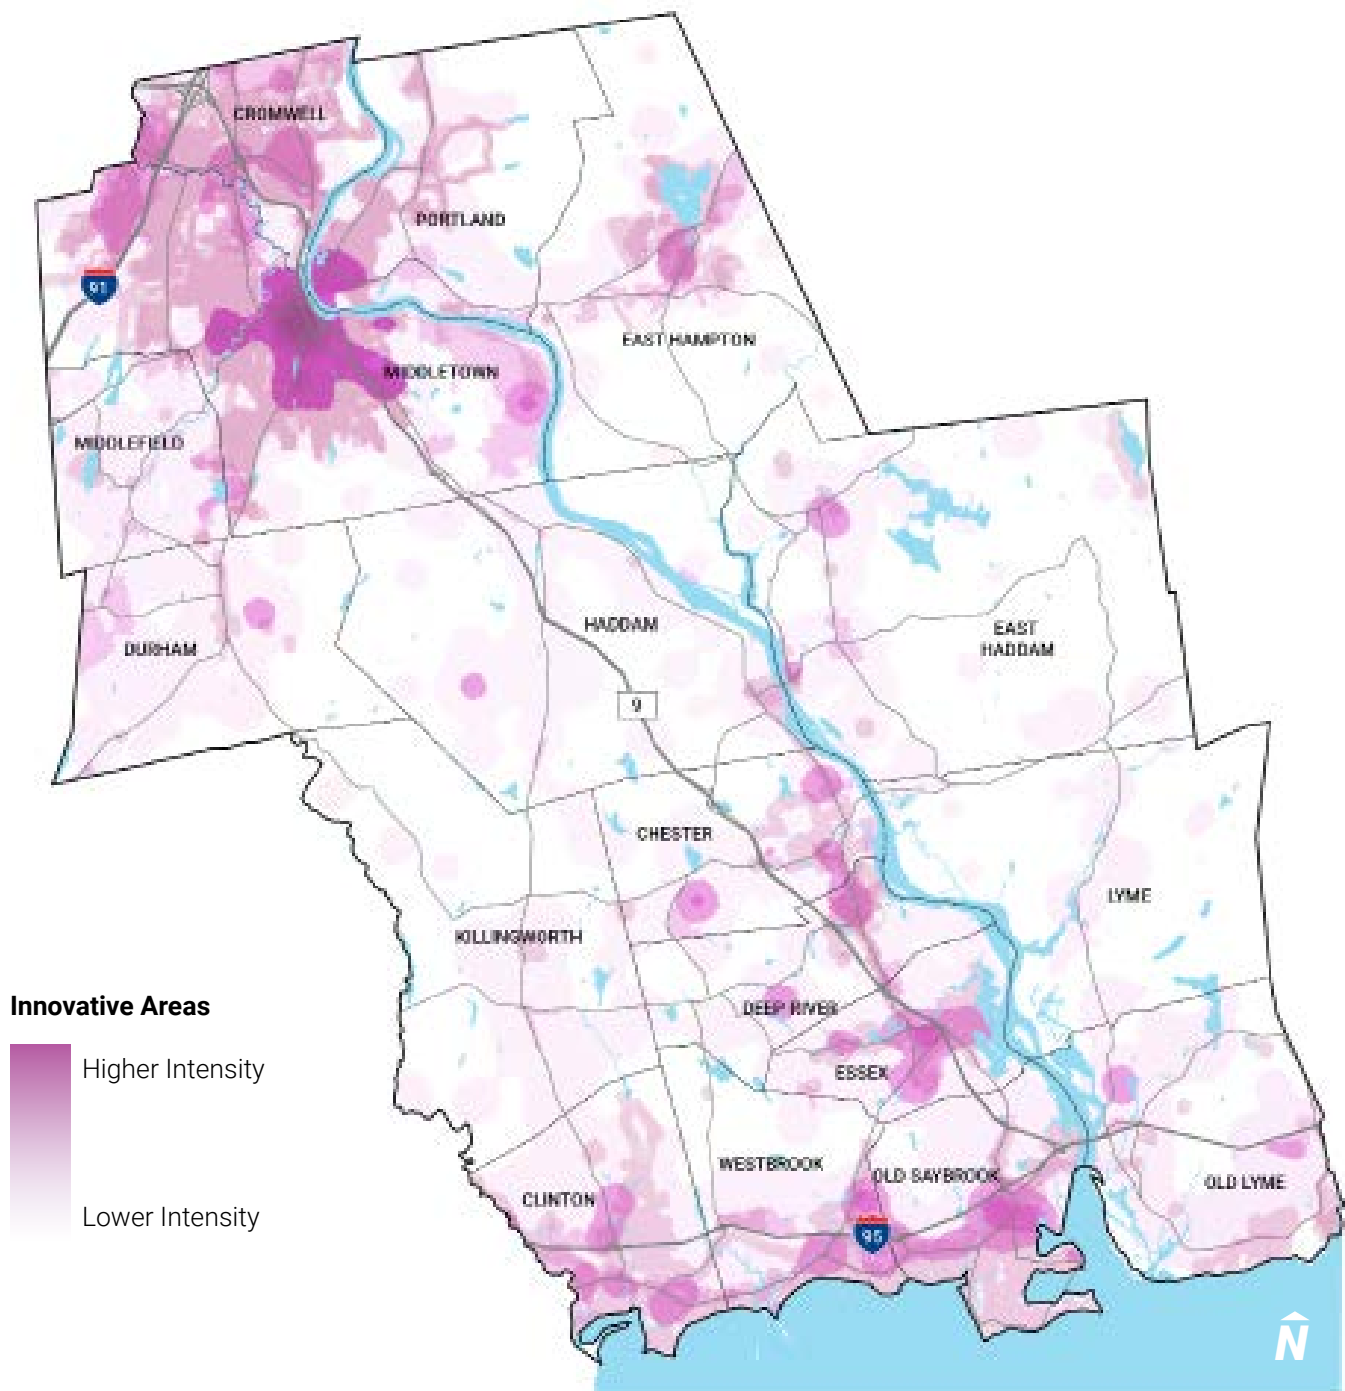 CROMWELL
PORTLAND
91
EAST HAMPTON
MIDDLETOWN
MIDDLEFIELD
HADDAM
EAST
HADDAM
DURHAM
9
CHESTER
LYME
KILLINGWORTH
Innovative Areas
DEEP RIVER
Higher Intensity
ESSEX
WESTBROOK
OLD SAYBROOK
OLD LYME
CLINTON
Lower Intensity
95
N